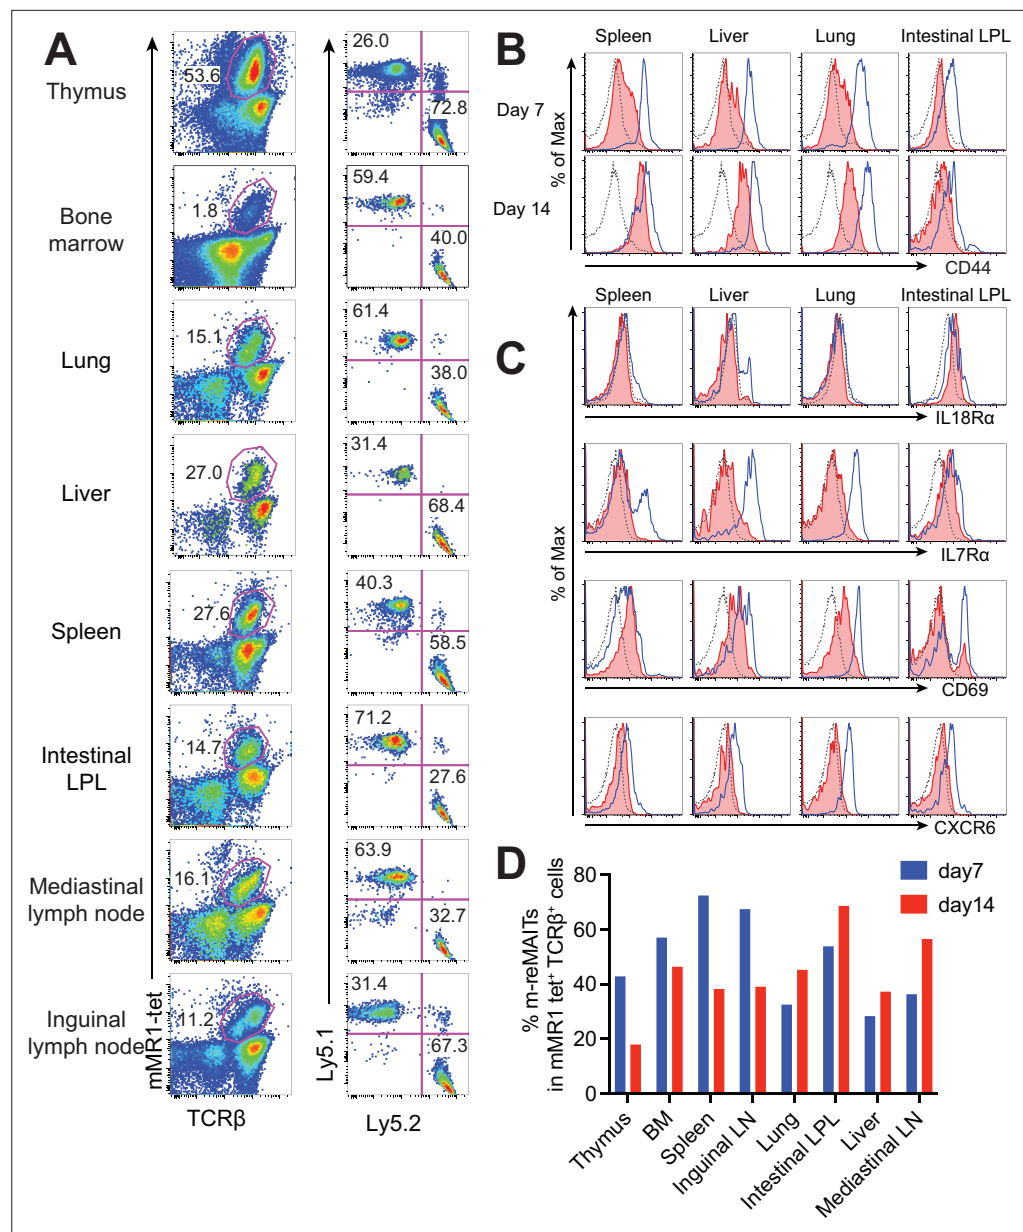 A
Thymus
53.6
26.0
72.8
Bone
marrow
1.8
59.4
40.0
Lung
15.1
61.4
38.0
Liver
27.0
31.4
68.4
Spleen
27.6
40.3
58.5
Intestinal
LPL
14.7
71.2
27.6
Mediastinal
lymph node
16.1
63.9
32.7
Inguinal
lymph node
11.2
31.4
67.3
mMR1-tet
TCRβ
Ly5.1
Ly5.2
B
Spleen Liver Lung Intestinal LPL
Day 7
Day 14
% of Max
CD44
C
Spleen Liver Lung Intestinal LPL
% of Max
IL18Rα
IL7Rα
CD69
CXCR6
D
% m-reMAITs
in mMR1 tet⁺ TCRβ⁺ cells
80
60
40
20
0
day7
day14
Thymus
BM
Spleen
Inguinal LN
Lung
Intestinal LPL
Liver
Mediastinal LN